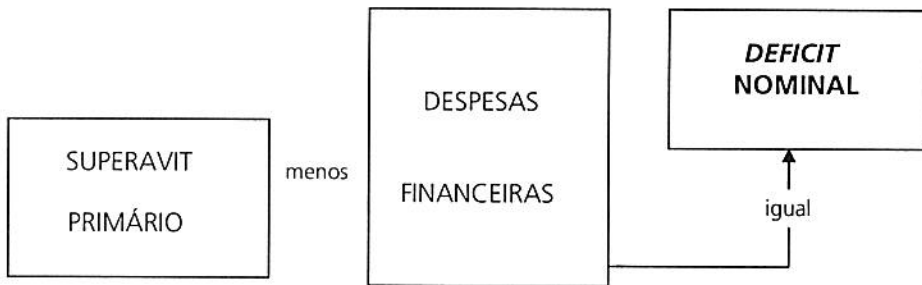 SUPERAVIT
PRIMÁRIO
menos
DESPESAS
FINANCEIRAS
igual
DEFICIT
NOMINAL